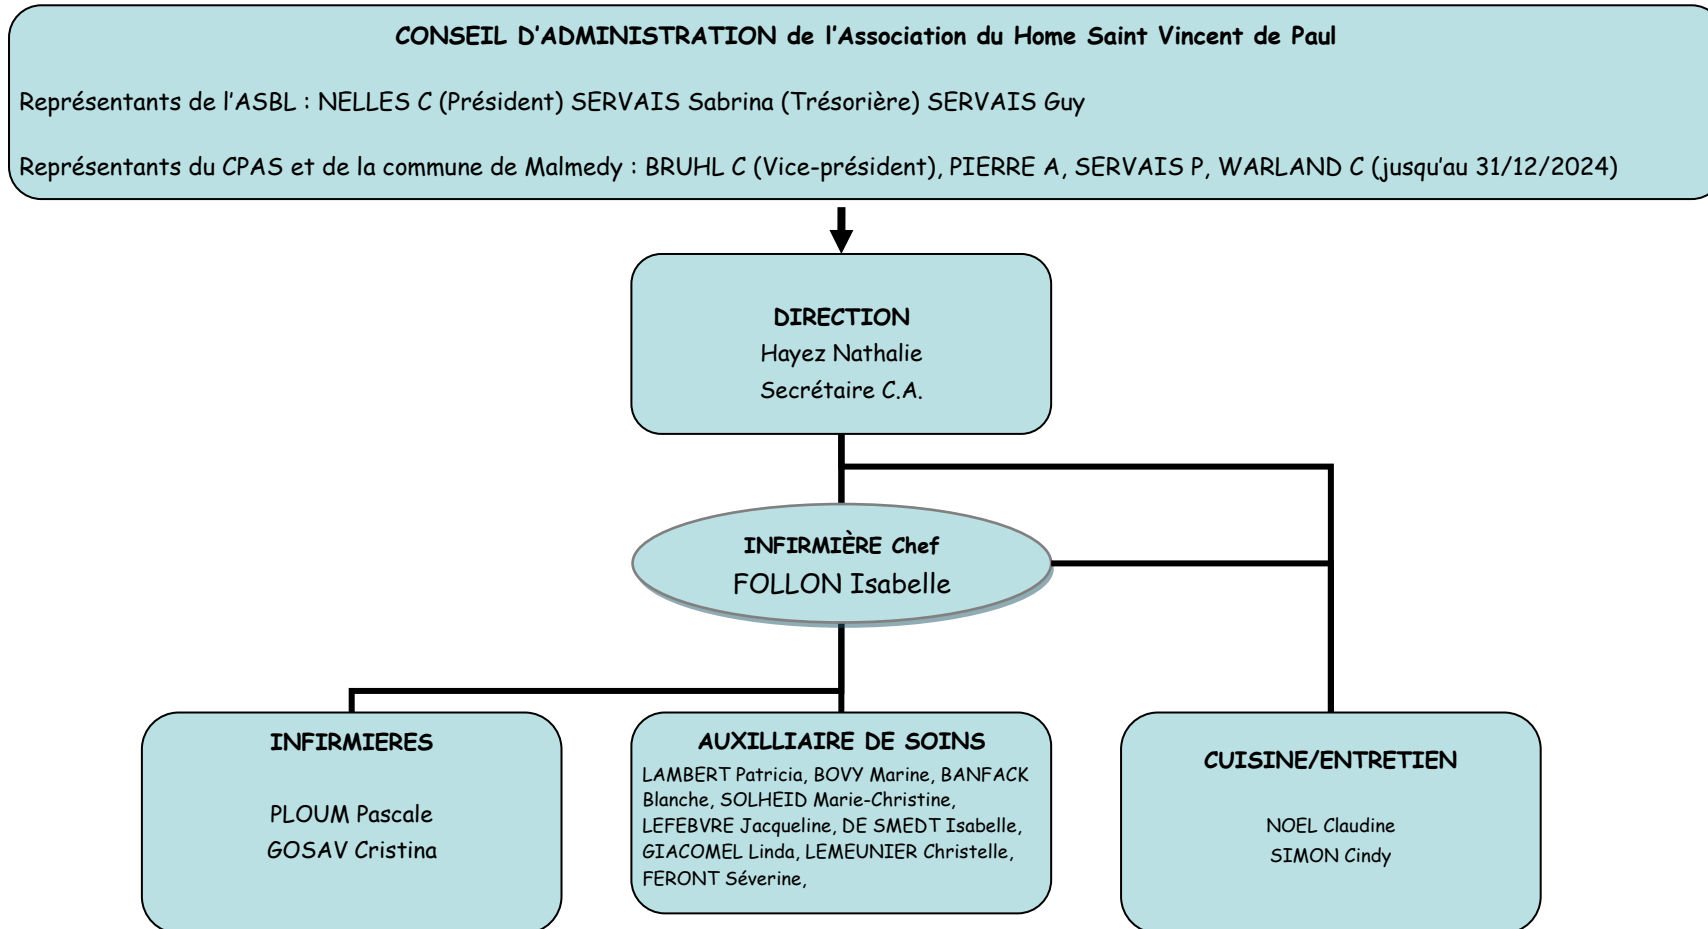 CONSEIL D'ADMINISTRATION de l'Association du Home Saint Vincent de Paul
Représentants de l'ASBL : NELLES C (Président) SERVAIS Sabrina (Trésorière) SERVAIS Guy
Représentants du CPAS et de la commune de Malmedy : BRUHL C (Vice-président), PIERRE A, SERVAIS P, WARLAND C (jusqu'au 31/12/2024)
DIRECTION
Hayez Nathalie
Secrétaire C.A.
INFIRMIÈRE Chef
FOLLON Isabelle
INFIRMIERES
PLOUM Pascale
GOSAV Cristina
AUXILLIAIRE DE SOINS
LAMBERT Patricia, BOVY Marine, BANFACK
Blanche, SOLHEID Marie-Christine,
LEFEBVRE Jacqueline, DE SMEDT Isabelle,
GIACOMEL Linda, LEMEUNIER Christelle,
FERONT Séverine,
CUISINE/ENTRETIEN
NOEL Claudine
SIMON Cindy